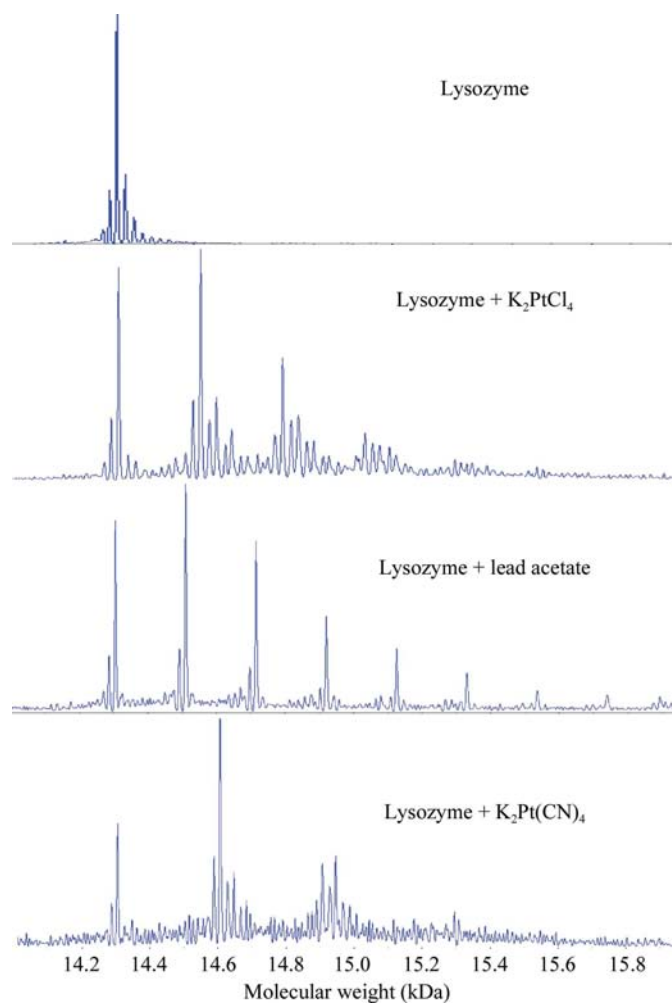 Lysozyme
Lysozyme + K₂PtCl₄
Lysozyme + lead acetate
Lysozyme + K₂Pt(CN)₄
14.2 14.4 14.6 14.8 15.0 15.2 15.4 15.6 15.8
Molecular weight (kDa)